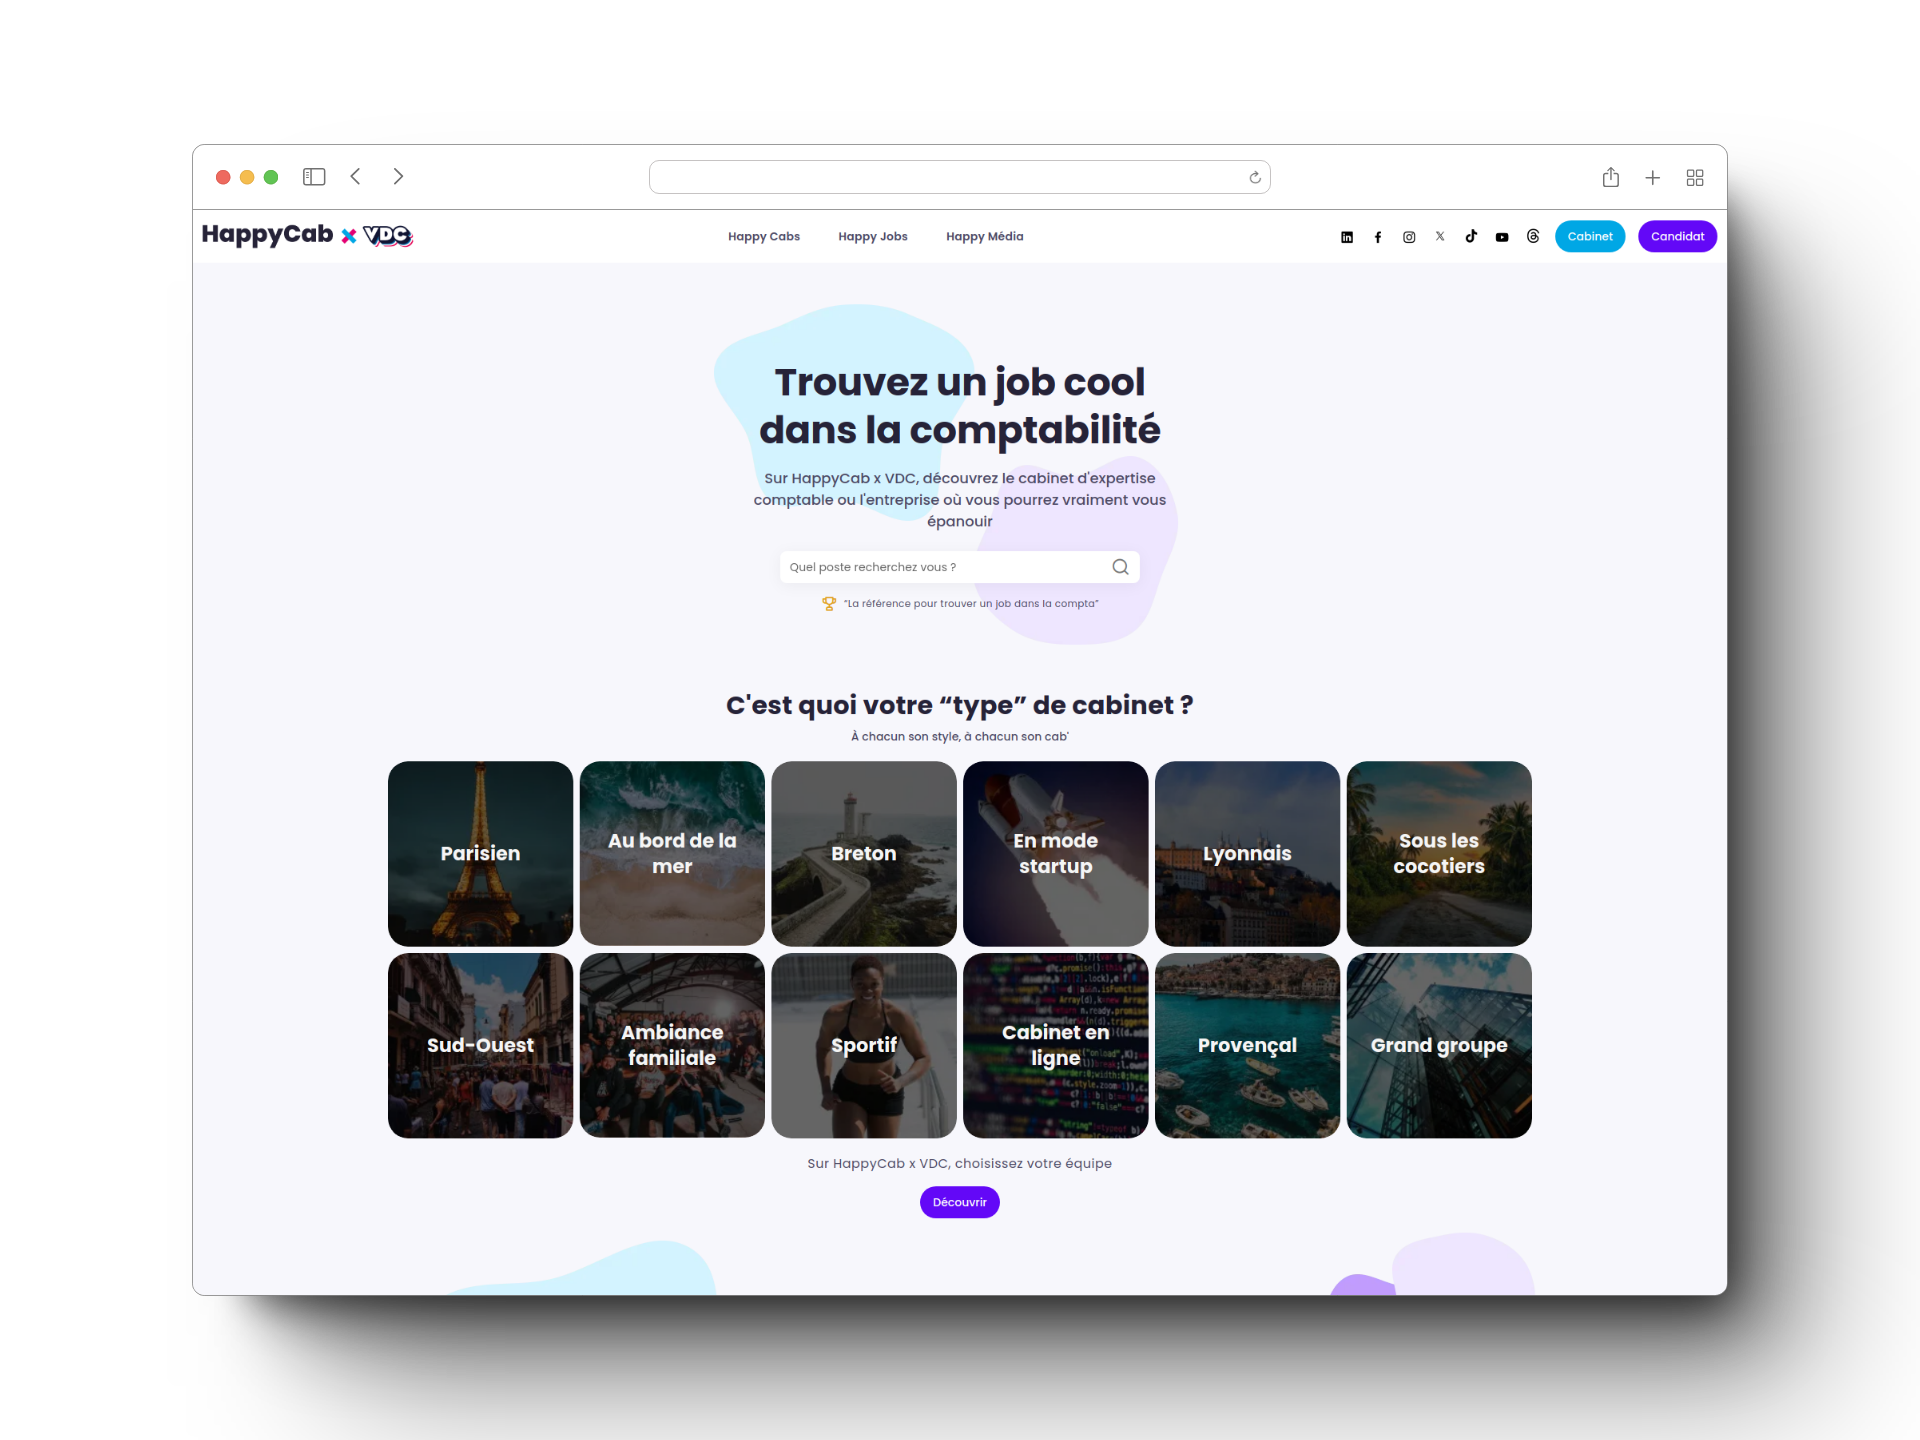 HappyCab x VDC
Happy Cabs
Happy Jobs
Happy Média
Cabinet
Candidat
Trouvez un job cool
dans la comptabilité
Sur HappyCab x VDC, découvrez le cabinet d'expertise
comptable ou l'entreprise où vous pourrez vraiment vous
épanouir
Quel poste recherchez vous ?
“La référence pour trouver un job dans la compta”
C'est quoi votre “type” de cabinet ?
À chacun son style, à chacun son cab'
Parisien
Au bord de la
mer
Breton
En mode
startup
Lyonnais
Sous les
cocotiers
Sud-Ouest
Ambiance
familiale
Sportif
Cabinet en
ligne
Provençal
Grand groupe
Sur HappyCab x VDC, choisissez votre équipe
Découvrir